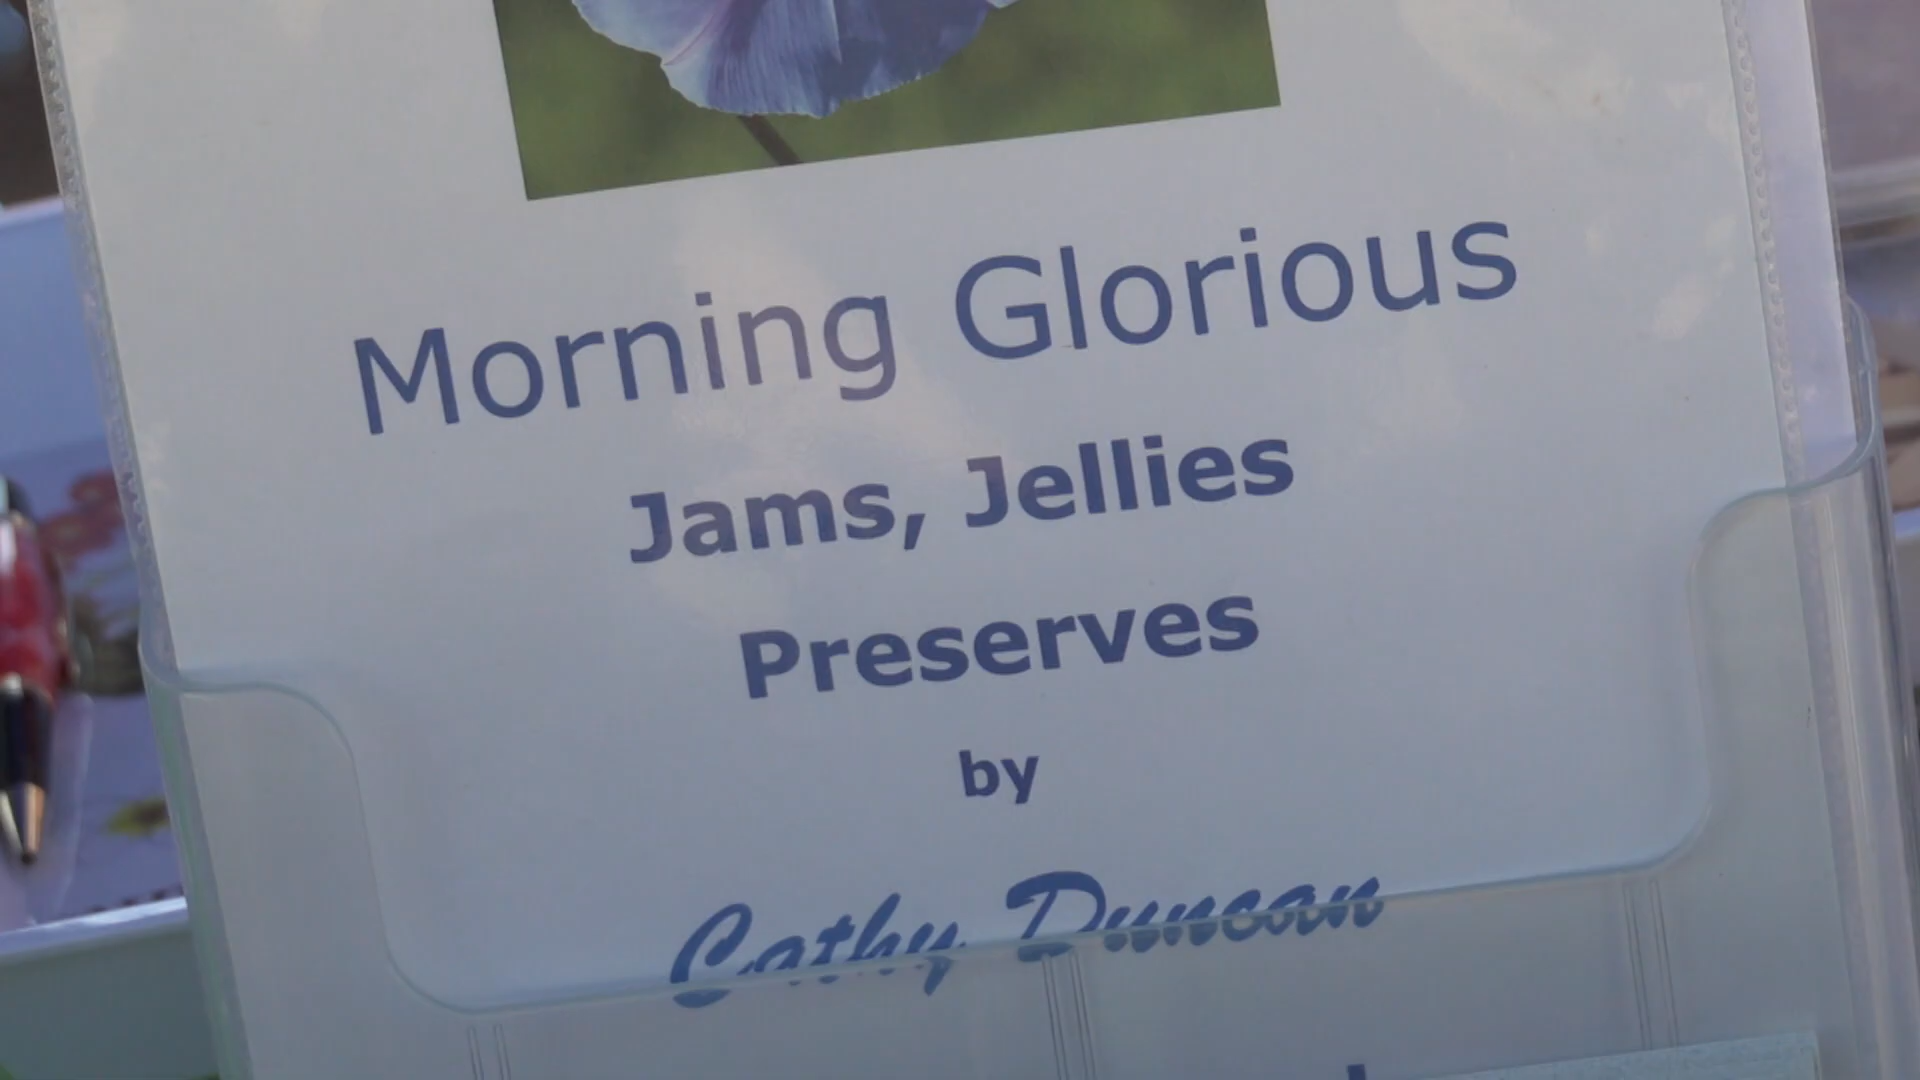 Morning Glorious
Jams, Jellies
Preserves
by
Cathy Duncan